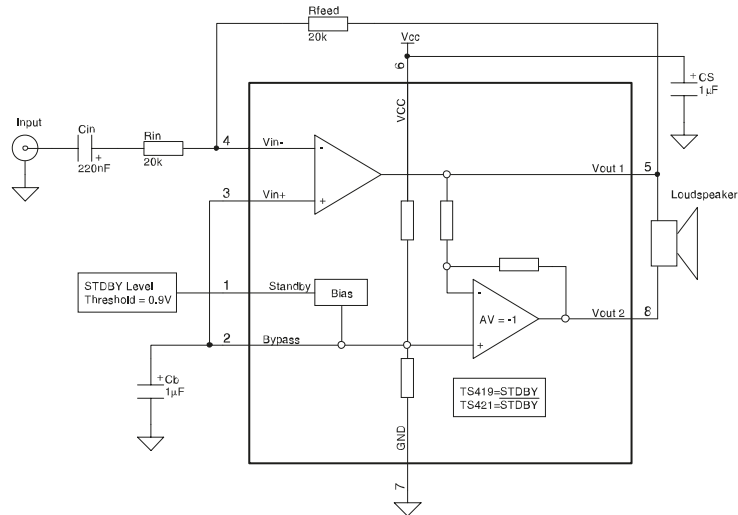 Rfeed
20k
Vcc
6
+ CS
1µF
VCC
Input
Cin
+
220nF
Rin
20k
4
Vin-
-
3
Vin+
+
Vout 1
5
Loudspeaker
STDBY Level
Threshold = 0.9V
1
Standby
Bias
-
AV = -1
+
Vout 2
8
2
Bypass
+ Cb
1µF
TS419=STDBY
TS421=STDBY
GND
7